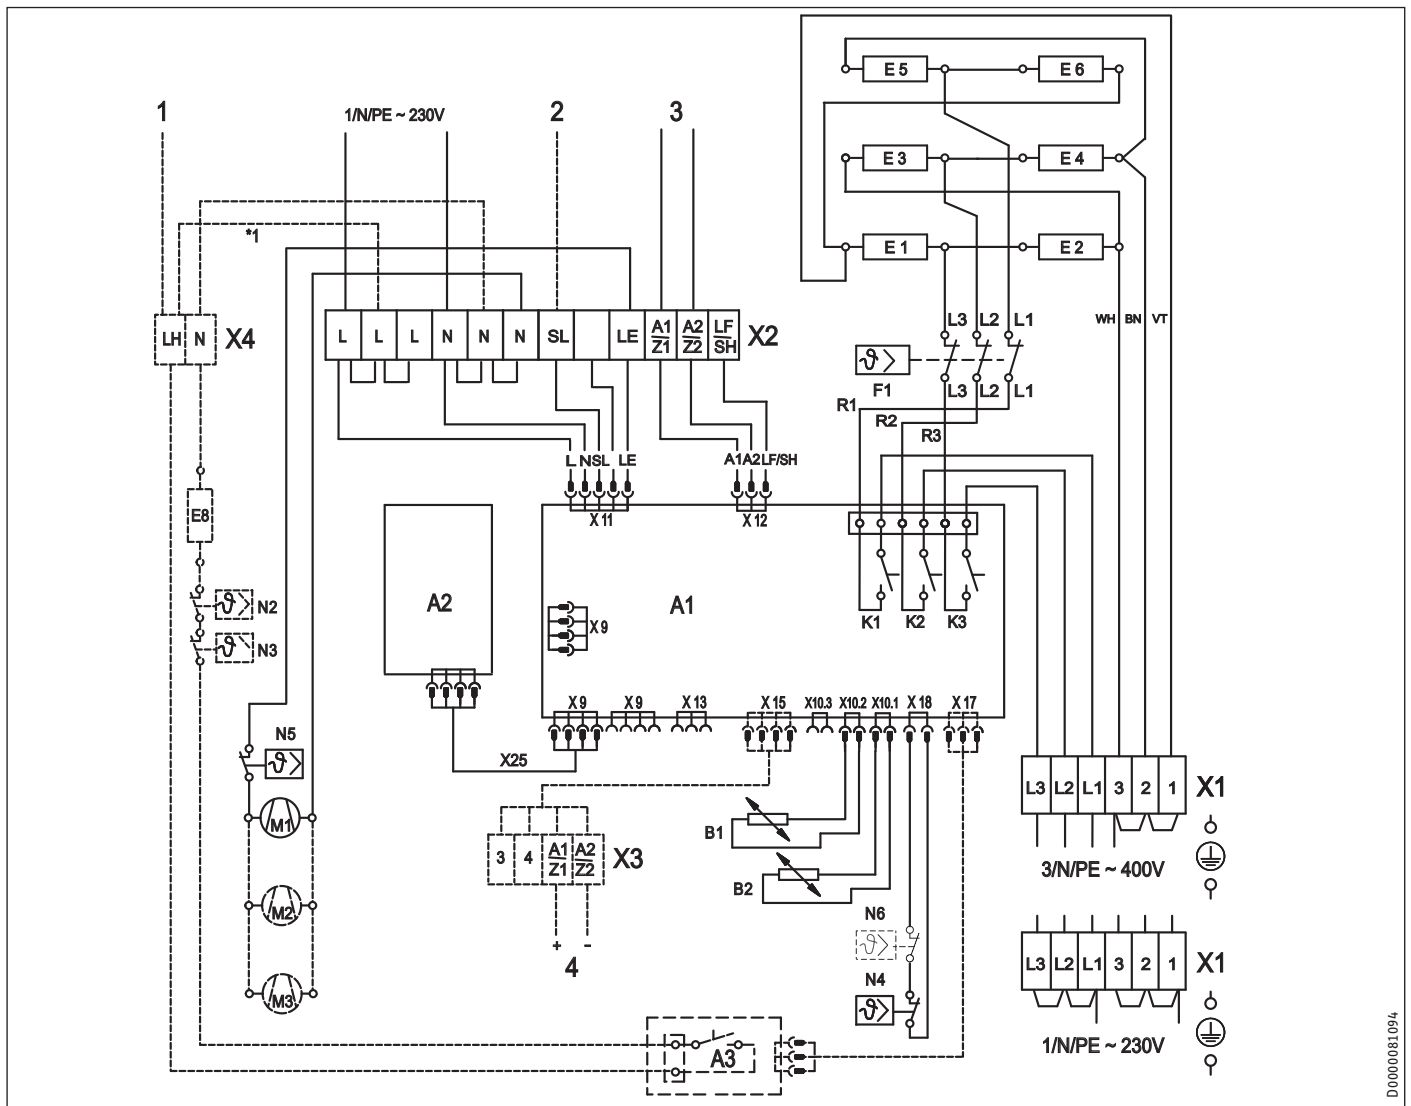 E 5
E 6
1
1/N/PE ~ 230V
2
3
E 3
E 4
*1
E 1
E 2
L3 L2 L1
WH BN VT
LH N X4
L L L N N N SL LE A1 Z1 A2 Z2 LF SH X2
F1
L3 L2 L1
R1
R2
R3
L N SL LE
A1 A2 LF/SH
X 11
X 12
E8
A2
A1
N2
X 9
K1 K2 K3
N3
X 9 X 9 X 13 X 15 X10.3 X10.2 X10.1 X 18 X 17
N5
X25
L3 L2 L1 3 2 1 X1
M1
B1
3 4 A1 Z1 A2 Z2 X3
3/N/PE ~ 400V
B2
M2
N6
+ -
4
L3 L2 L1 3 2 1 X1
N4
M3
1/N/PE ~ 230V
A3
D0000081094